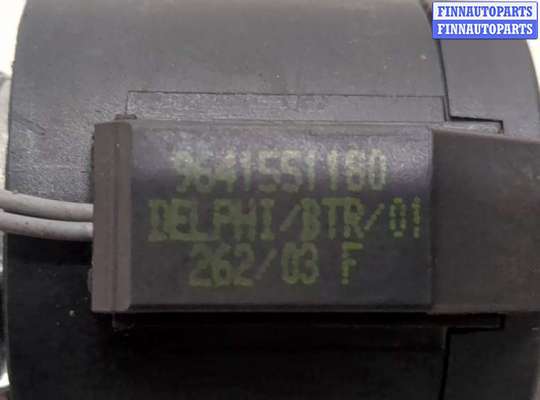 FINNAUTOPARTS
FINNAUTOPARTS
9641551180
DELPHI/BTR/01
262/03 F